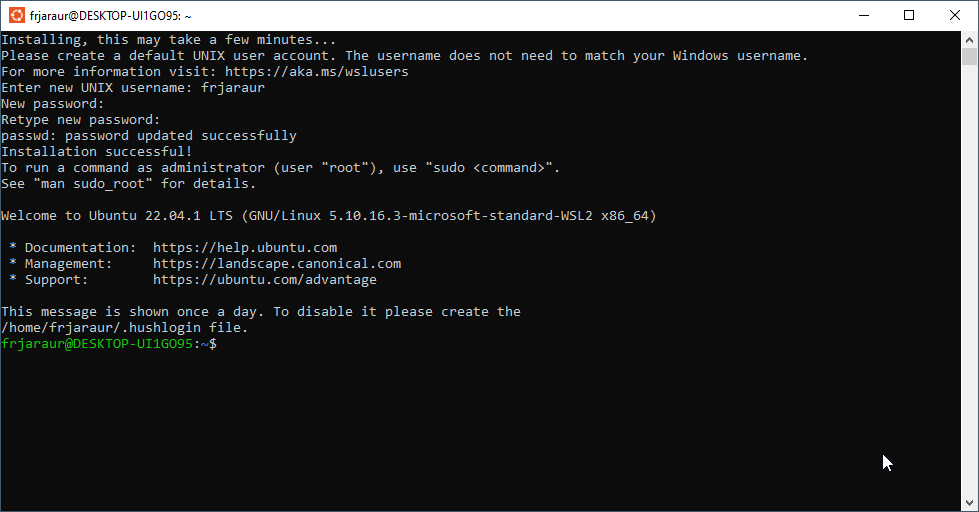 frjaraur@DESKTOP-UI1GO95: ~
Installing, this may take a few minutes...
Please create a default UNIX user account. The username does not need to match your Windows username.
For more information visit: https://aka.ms/wslusers
Enter new UNIX username: frjaraur
New password:
Retype new password:
passwd: password updated successfully
Installation successful!
To run a command as administrator (user "root"), use "sudo <command>".
See "man sudo_root" for details.
Welcome to Ubuntu 22.04.1 LTS (GNU/Linux 5.10.16.3-microsoft-standard-WSL2 x86_64)
* Documentation:  https://help.ubuntu.com
* Management:     https://landscape.canonical.com
* Support:        https://ubuntu.com/advantage
This message is shown once a day. To disable it please create the
/home/frjaraur/.hushlogin file.
frjaraur@DESKTOP-UI1GO95:~$